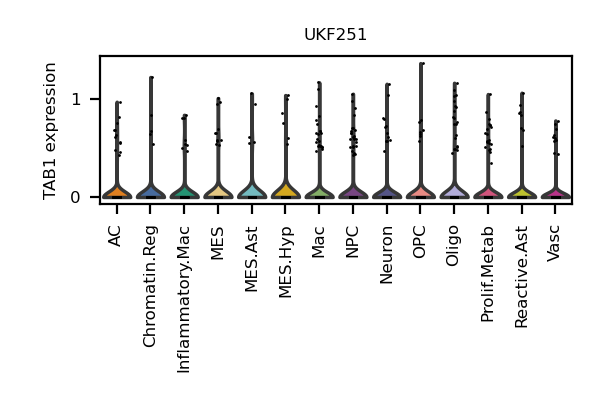 UKF251
TAB1 expression
1
0
AC
Chromatin.Reg
Inflammatory.Mac
MES
MES.Ast
MES.Hyp
Mac
NPC
Neuron
OPC
Oligo
Prolif.Metab
Reactive.Ast
Vasc